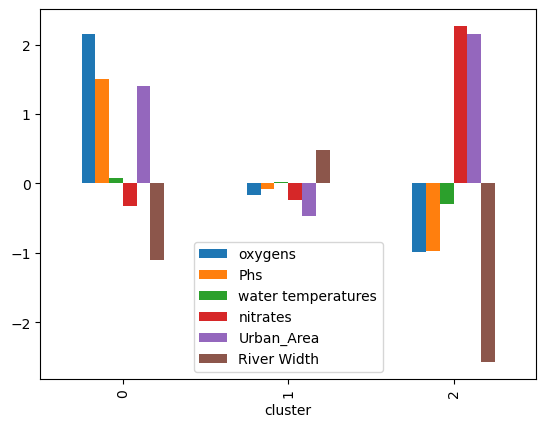 2
1
0
−1
−2
oxygens
Phs
water temperatures
nitrates
Urban_Area
River Width
0
1
2
cluster